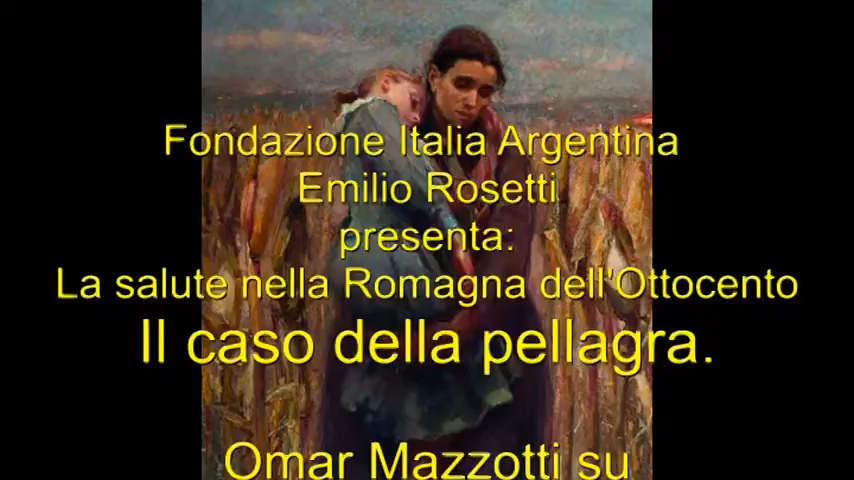 Fondazione Italia Argentina
Emilio Rosetti
presenta:
La salute nella Romagna dell'Ottocento
Il caso della pellagra.
Omar Mazzotti su